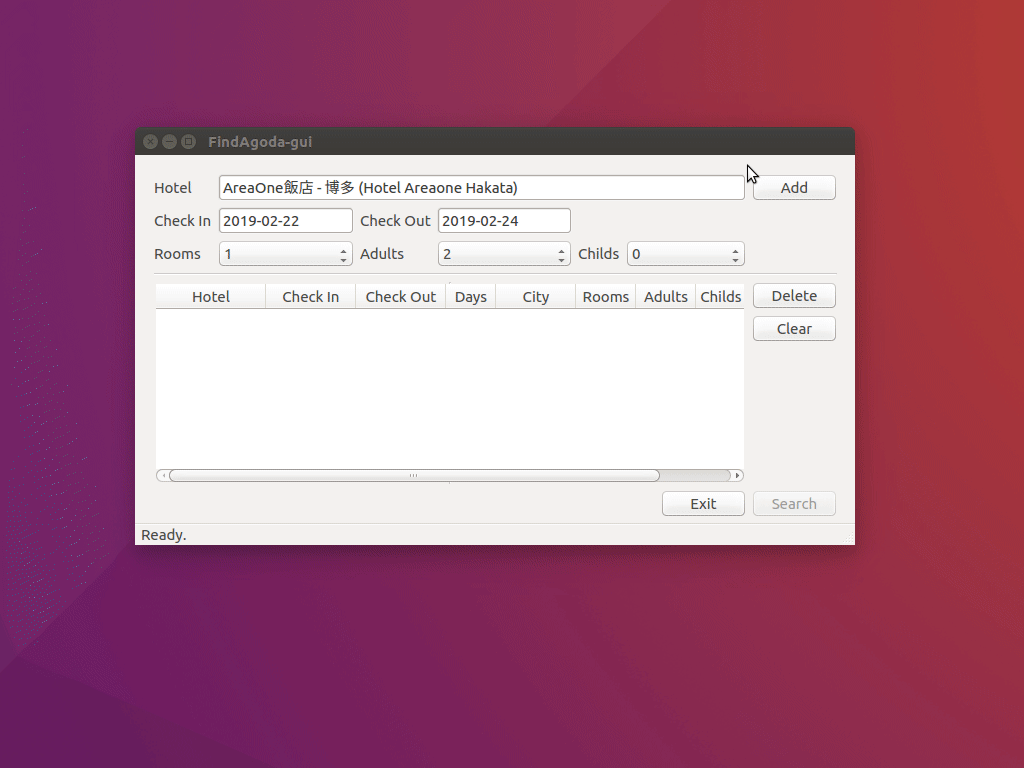 FindAgoda-gui
Hotel AreaOne飯店 - 博多 (Hotel Areaone Hakata) Add
Check In 2019-02-22 Check Out 2019-02-24
Rooms 1 Adults 2 Childs 0
Hotel Check In Check Out Days City Rooms Adults Childs Delete
Clear
Exit Search
Ready.